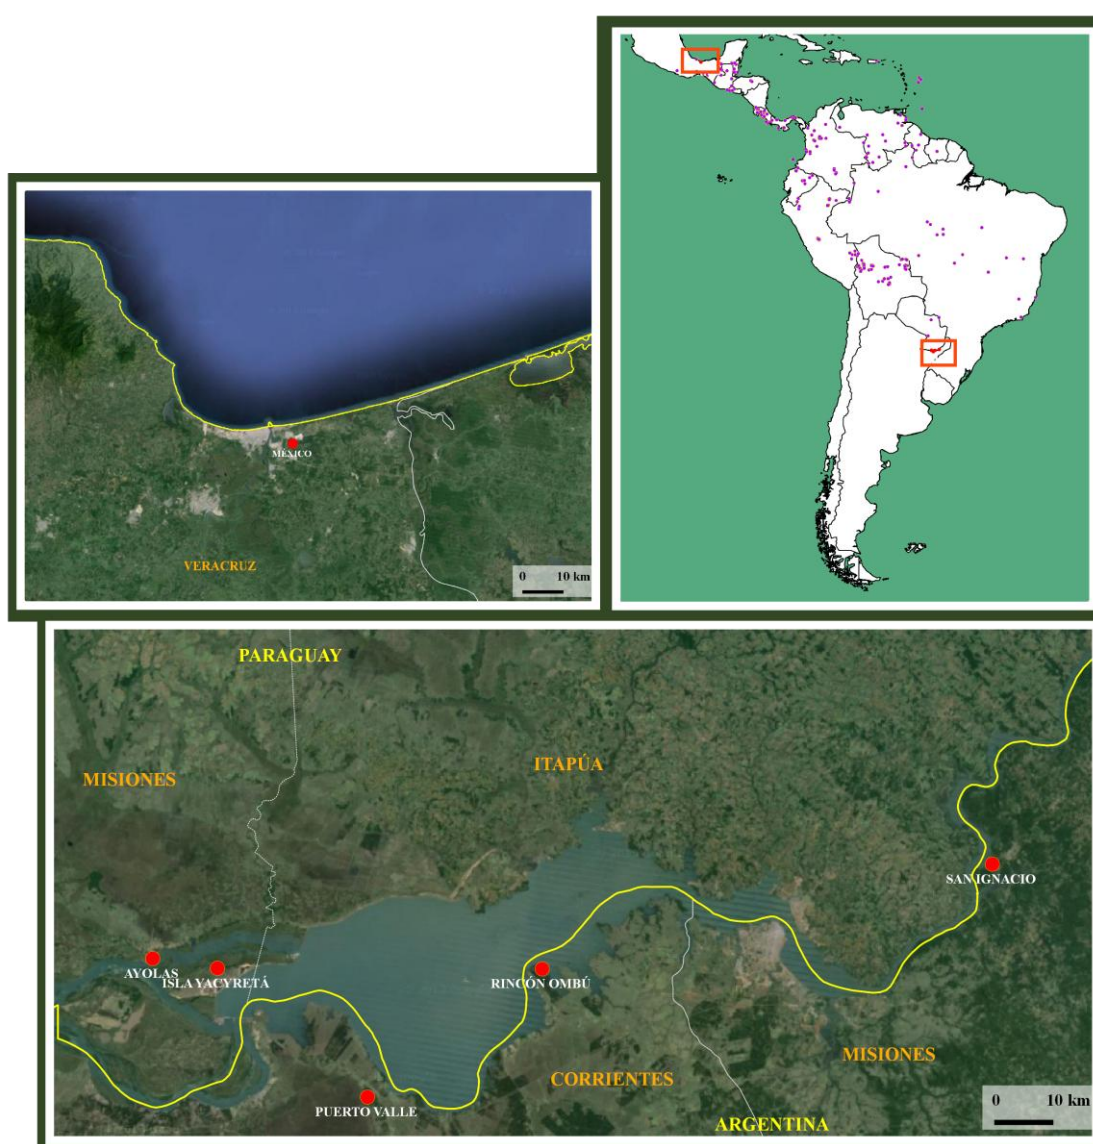 MÉXICO
VERACRUZ
0 10 km
PARAGUAY
MISIONES
ITAPÚA
SAN IGNACIO
AYOLAS
ISLA YACYRETÁ
RINCÓN OMBÚ
MISIONES
CORRIENTES
PUERTO VALLE
ARGENTINA
0 10 km